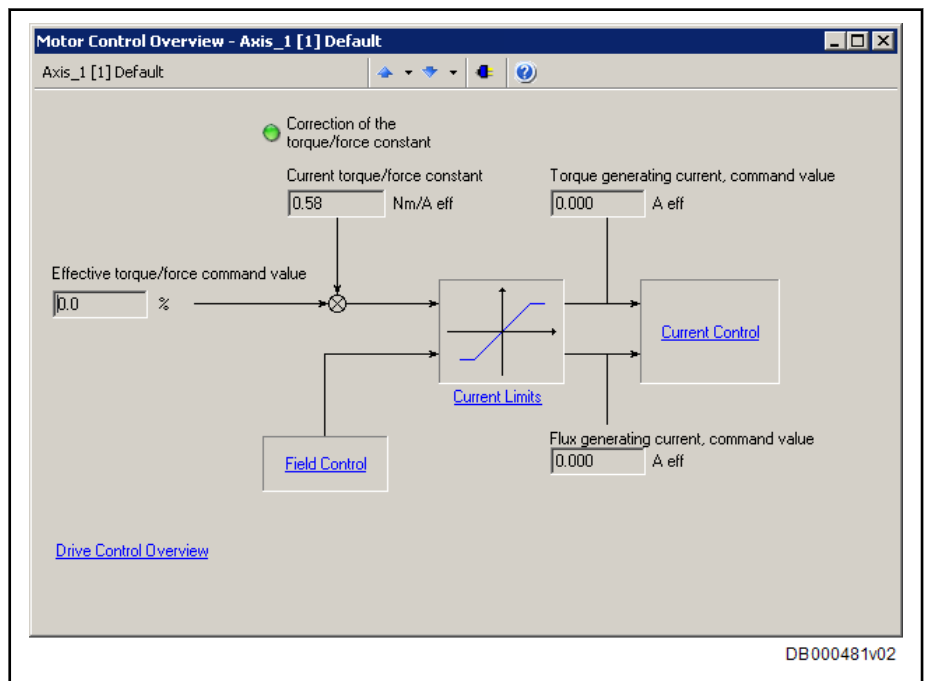 Motor Control Overview - Axis_1 [1] Default
Axis_1 [1] Default
Correction of the
torque/force constant
Current torque/force constant
0.58 Nm/A eff
Torque generating current, command value
0.000 A eff
Effective torque/force command value
0.0 %
Current Control
Current Limits
Field Control
Flux generating current, command value
0.000 A eff
Drive Control Overview
DB000481v02